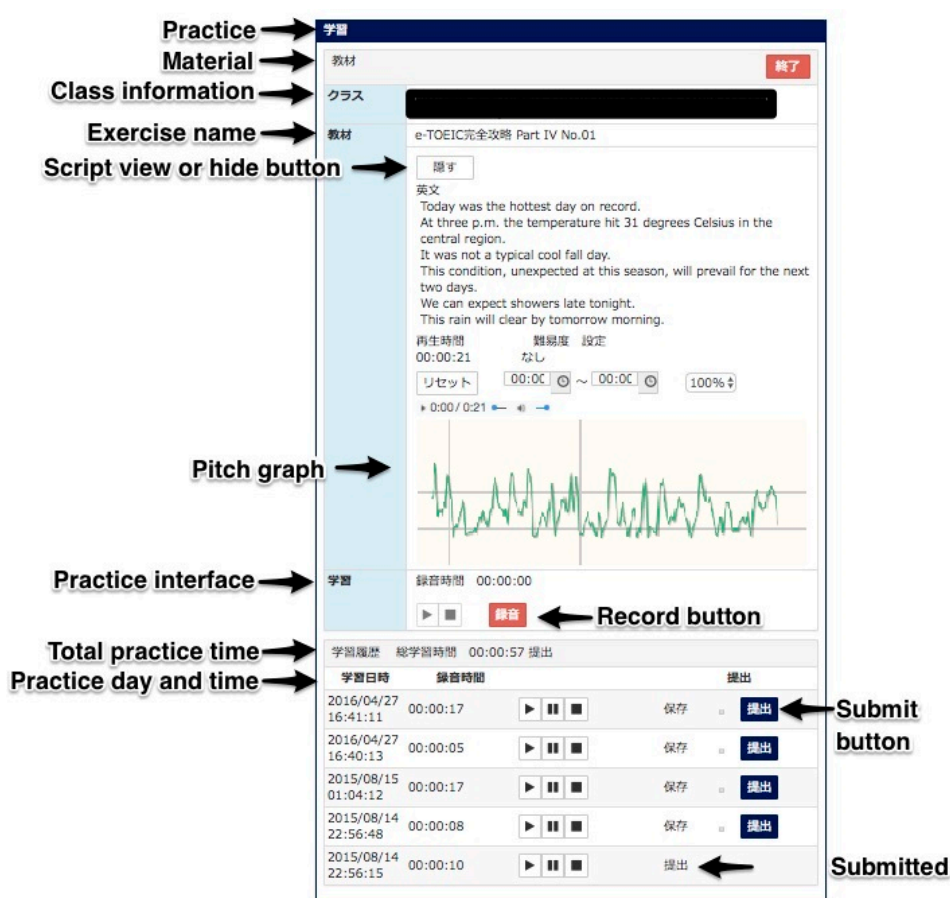 Practice
学習
Material
教材
終了
Class information
クラス
Exercise name
教材
e-TOEIC完全攻略 Part IV No.01
Script view or hide button
隠す
英文
Today was the hottest day on record.
At three p.m. the temperature hit 31 degrees Celsius in the
central region.
It was not a typical cool fall day.
This condition, unexpected at this season, will prevail for the next
two days.
We can expect showers late tonight.
This rain will clear by tomorrow morning.
再生時間 難易度 設定
00:00:21 なし
リセット 00:0C ～ 00:0C 100%
0:00 / 0:21
Pitch graph
Practice interface
学習
録音時間 00:00:00
録音
Record button
Total practice time
学習履歴 総学習時間 00:00:57 提出
Practice day and time
学習日時 録音時間 提出
2016/04/27
16:41:11
00:00:17 保存 提出
Submit
button
2016/04/27
16:40:13
00:00:05 保存 提出
2015/08/15
01:04:12
00:00:17 保存 提出
2015/08/14
22:56:48
00:00:08 保存 提出
2015/08/14
22:56:15
00:00:10 提出
Submitted